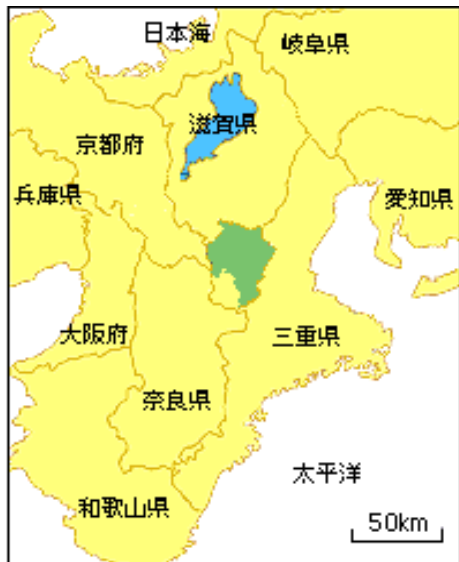 日本海
岐阜県
滋賀県
京都府
兵庫県
愛知県
大阪府
三重県
奈良県
太平洋
和歌山県
50km